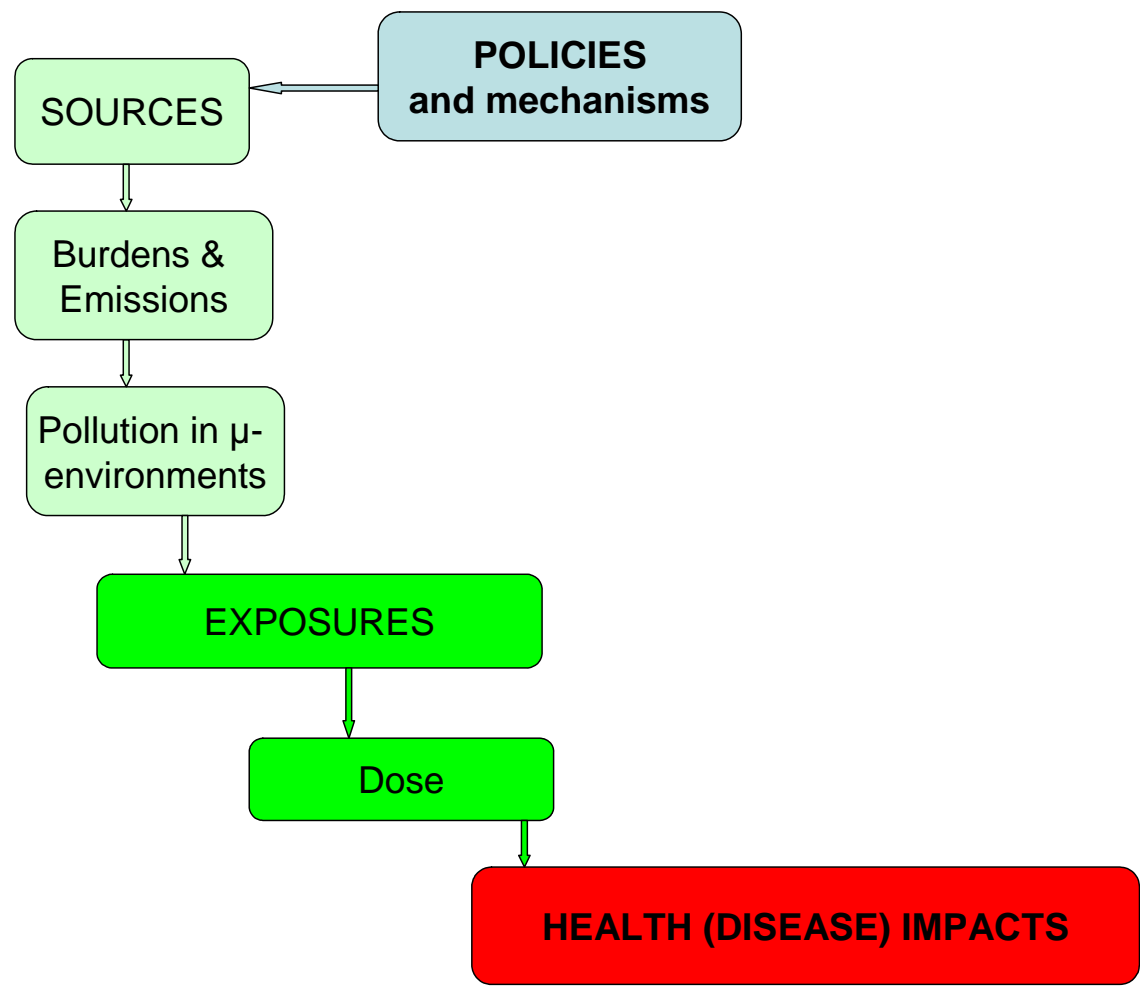 POLICIES
and mechanisms
SOURCES
Burdens &
Emissions
Pollution in µ-
environments
EXPOSURES
Dose
HEALTH (DISEASE) IMPACTS